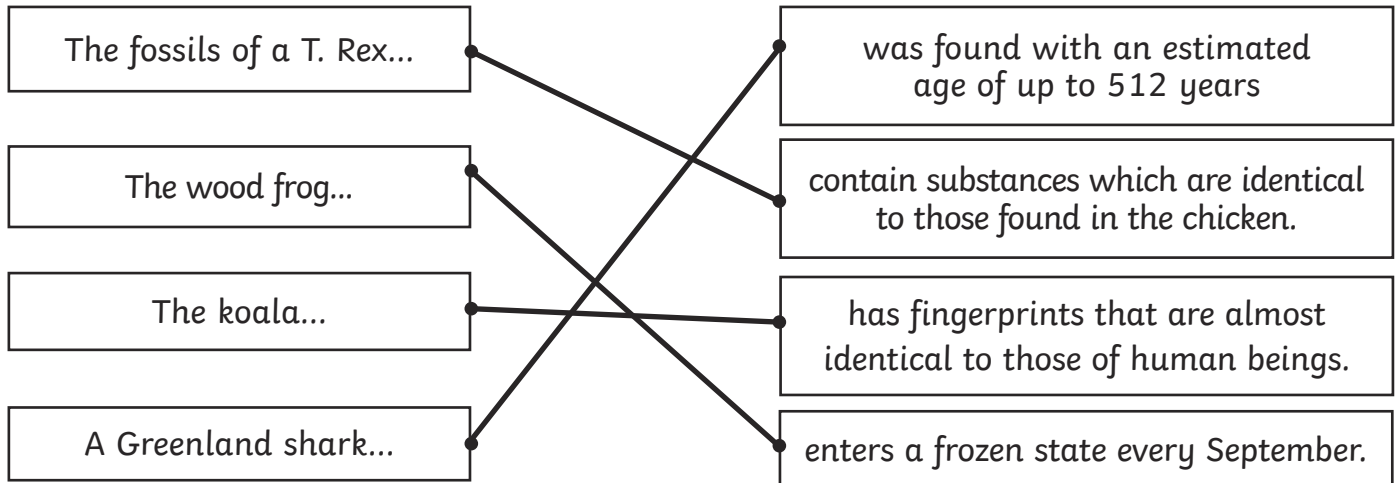 The fossils of a T. Rex...
The wood frog...
The koala...
A Greenland shark...
was found with an estimated
age of up to 512 years
contain substances which are identical
to those found in the chicken.
has fingerprints that are almost
identical to those of human beings.
enters a frozen state every September.